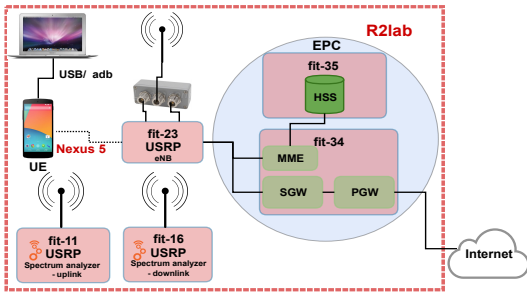 R2lab
EPC
fit-35
HSS
USB/ adb
fit-23
USRP
eNB
fit-34
MME
Nexus 5
UE
SGW
PGW
fit-11
USRP
Spectrum analyzer
- uplink
fit-16
USRP
Spectrum analyzer
- downlink
Internet